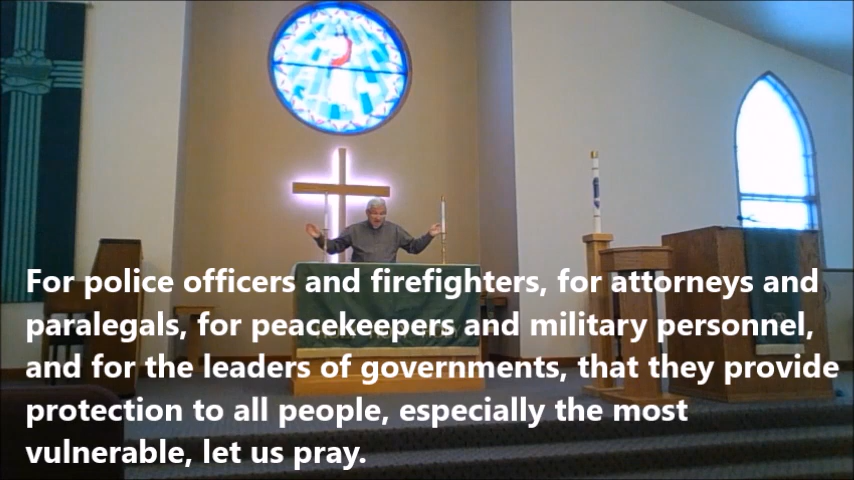 For police officers and firefighters, for attorneys and
paralegals, for peacekeepers and military personnel,
and for the leaders of governments, that they provide
protection to all people, especially the most
vulnerable, let us pray.